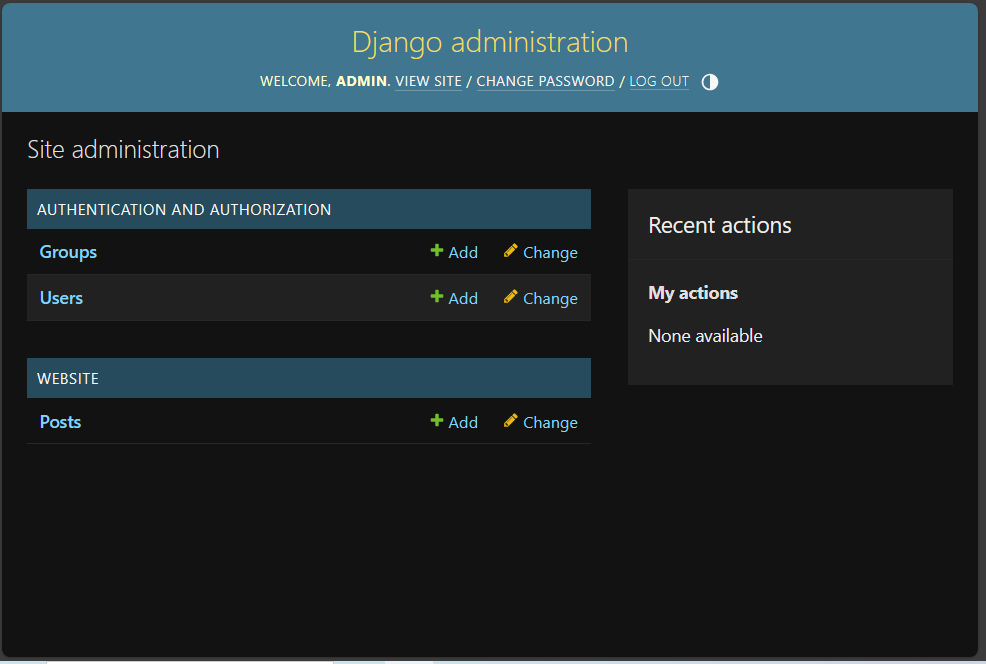 Django administration
WELCOME, ADMIN. VIEW SITE / CHANGE PASSWORD / LOG OUT
Site administration
AUTHENTICATION AND AUTHORIZATION
Groups Add Change
Users Add Change
WEBSITE
Posts Add Change
Recent actions
My actions
None available